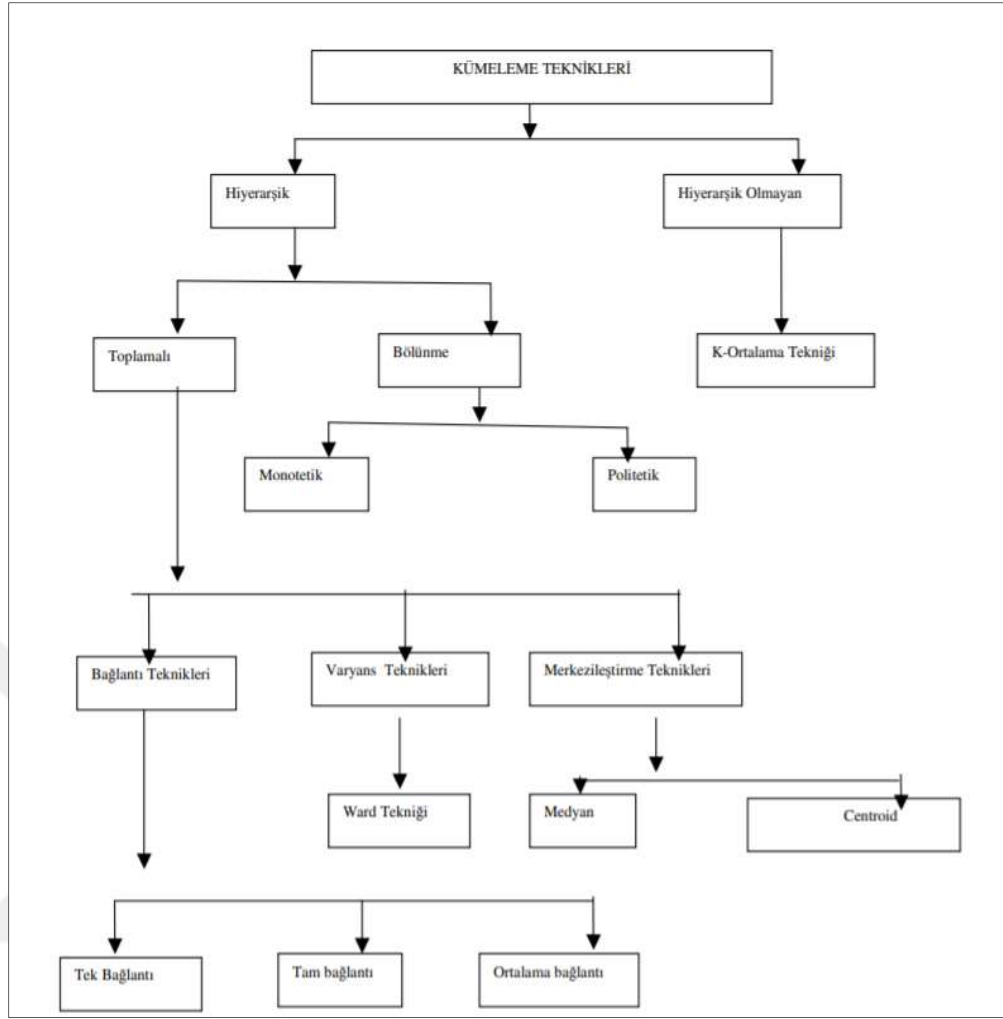 KÜMELEME TEKNİKLERİ
Hiyerarşik
Hiyerarşik Olmayan
Toplamalı
Bölünme
K-Ortalama Tekniği
Monotetik
Politetik
Bağlantı Teknikleri
Varyans Teknikleri
Merkezileştirme Teknikleri
Ward Tekniği
Medyan
Centroid
Tek Bağlantı
Tam bağlantı
Ortalama bağlantı